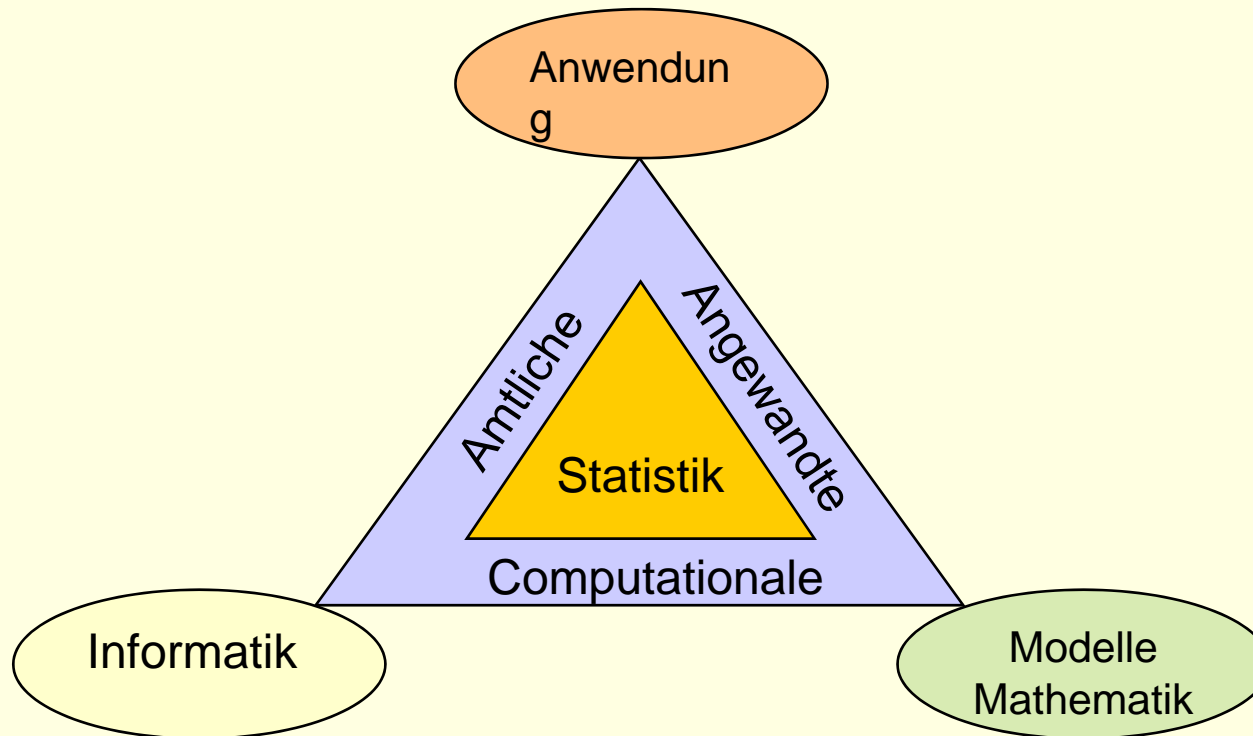 Anwendun
g
Amtliche
Angewandte
Statistik
Computationale
Informatik
Modelle
Mathematik